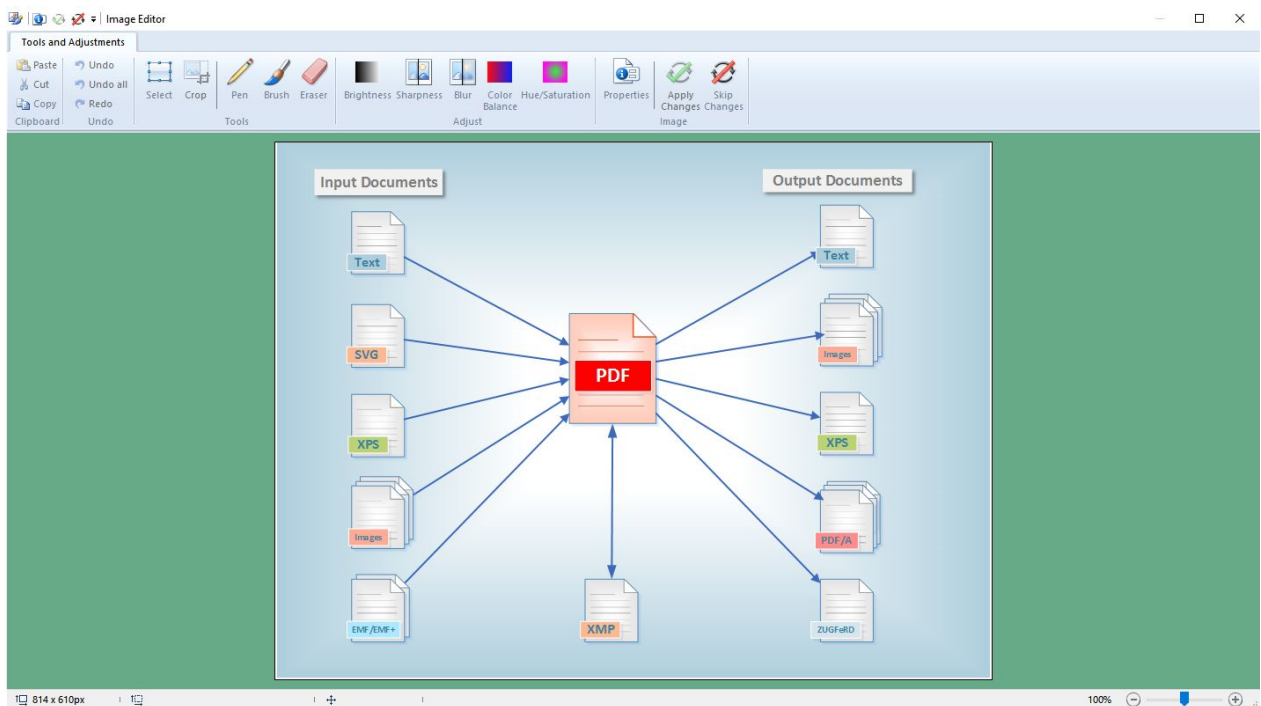 Image Editor
Tools and Adjustments
Paste
Cut
Copy
Clipboard
Undo
Undo all
Redo
Undo
Select
Crop
Pen
Brush
Eraser
Tools
Brightness
Sharpness
Blur
Color
Balance
Hue/Saturation
Adjust
Properties
Apply
Changes
Skip
Changes
Image
Input Documents
Output Documents
Text
Text
SVG
Images
PDF
XPS
XPS
Images
PDF/A
EMF/EMF+
XMP
ZUGFeRD
814 x 610px
100%